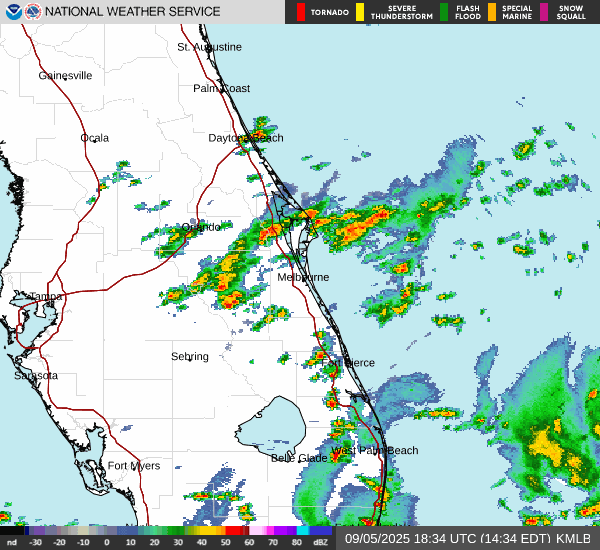 NATIONAL WEATHER SERVICE
TORNADO
SEVERE THUNDERSTORM
FLASH FLOOD
SPECIAL MARINE
SNOW SQUALL
St. Augustine
Gainesville
Palm Coast
Ocala
Daytona Beach
Orlando
Melbourne
Tampa
Sebring
Fort Pierce
Sarasota
West Palm Beach
Belle Glade
Fort Myers
nd -30 -20 -10 0 10 20 30 40 50 60 70 80 dBZ
09/05/2025 18:34 UTC (14:34 EDT) KMLB